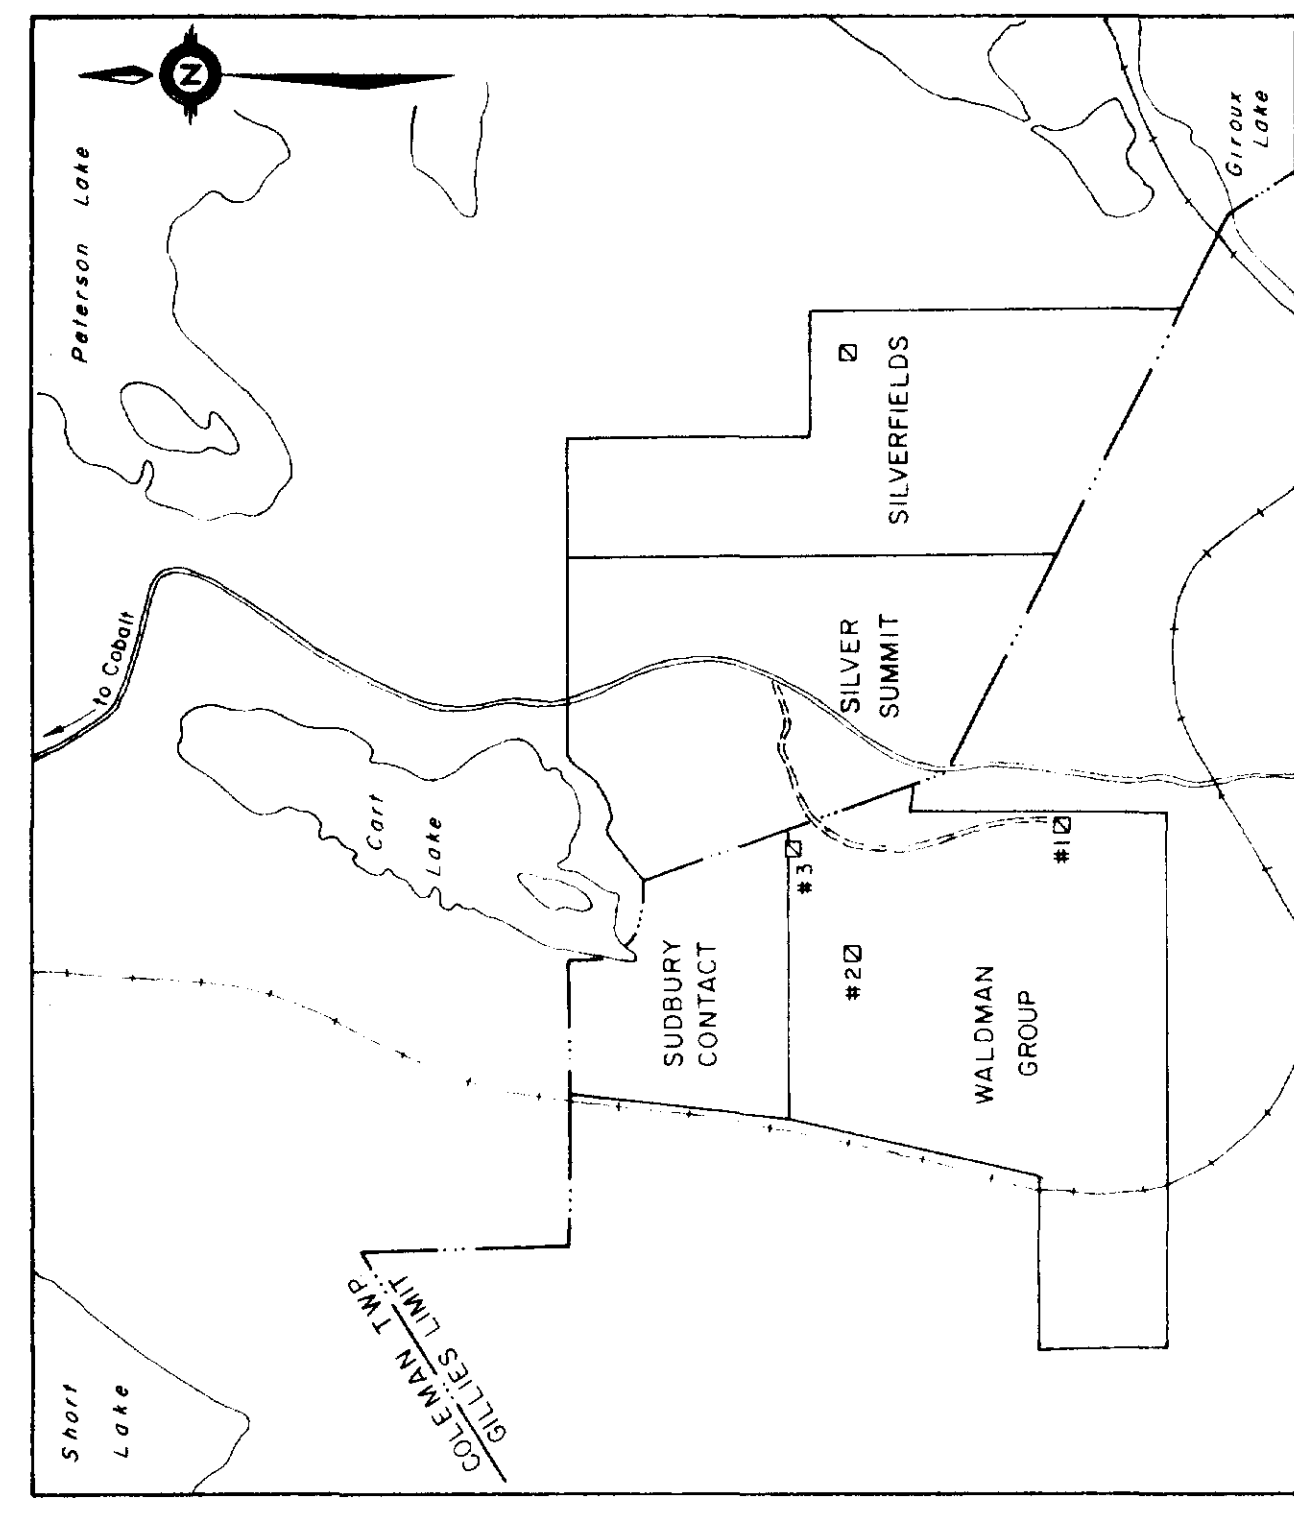 N
Peterson Lake
to Cobalt
Cart
Lake
Short
Lake
COLEMAN TWP
GILLIES LIMIT
SUDBURY
CONTACT
SILVER
SUMMIT
SILVERFIELDS
Giroux
Lake
#3
#2
#1
WALDMAN
GROUP